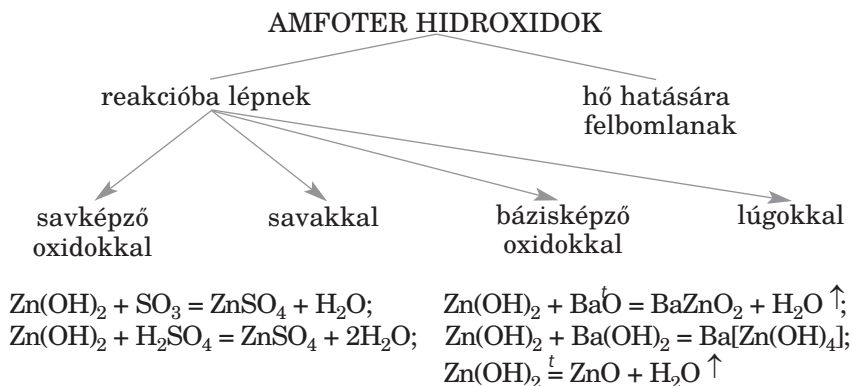 AMFOTER HIDROXIDOK
reakcióba lépnek
hő hatására
felbomlanak
savképző
oxidokkal
savakkal
bázisképző
oxidokkal
lúgokkal
Zn(OH)₂ + SO₃ = ZnSO₄ + H₂O;
Zn(OH)₂ + H₂SO₄ = ZnSO₄ + 2H₂O;
t
Zn(OH)₂ + BaO = BaZnO₂ + H₂O ↑;
Zn(OH)₂ + Ba(OH)₂ = Ba[Zn(OH)₄];
t
Zn(OH)₂ = ZnO + H₂O ↑